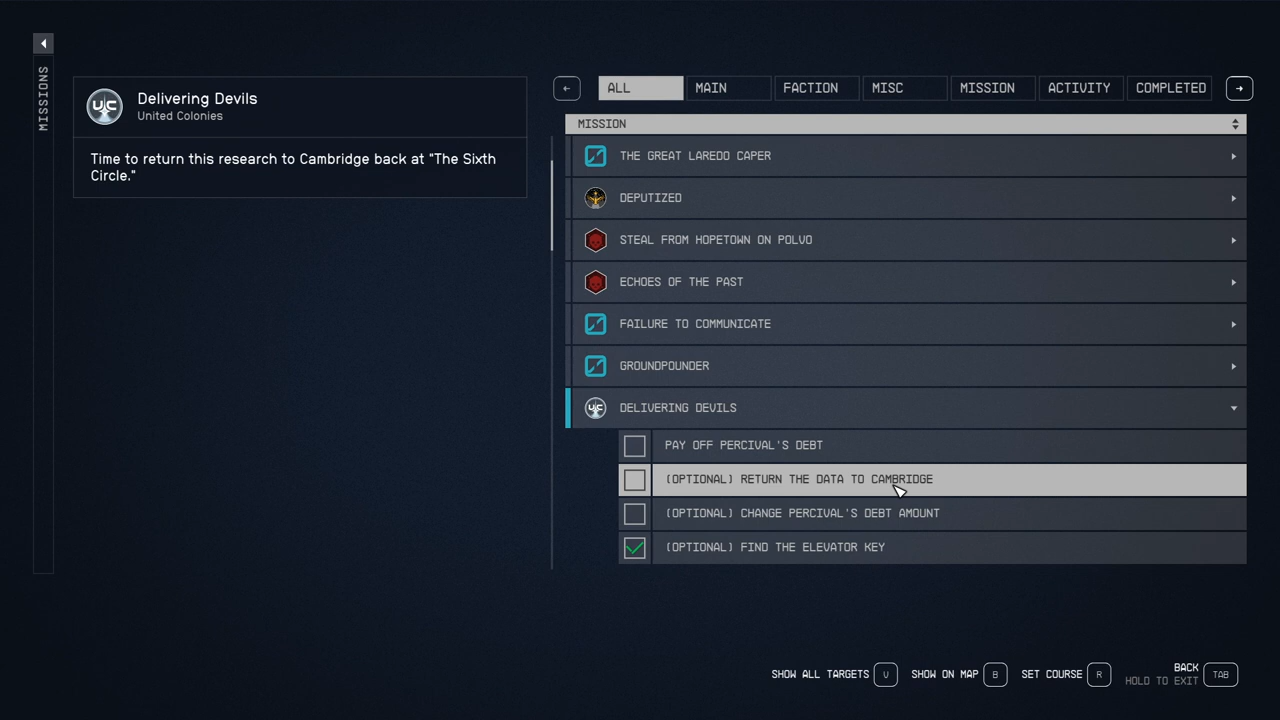 MISSIONS
Delivering Devils
United Colonies
Time to return this research to Cambridge back at "The Sixth
Circle."
ALL
MAIN
FACTION
MISC
MISSION
ACTIVITY
COMPLETED
MISSION
THE GREAT LAREDO CAPER
DEPUTIZED
STEAL FROM HOPETOWN ON POLVO
ECHOES OF THE PAST
FAILURE TO COMMUNICATE
GROUNDPOUNDER
UC
DELIVERING DEVILS
PAY OFF PERCIVAL'S DEBT
(OPTIONAL) RETURN THE DATA TO CAMBRIDGE
(OPTIONAL) CHANGE PERCIVAL'S DEBT AMOUNT
(OPTIONAL) FIND THE ELEVATOR KEY
SHOW ALL TARGETS V
SHOW ON MAP B
SET COURSE R
BACK
HOLD TO EXIT
TAB